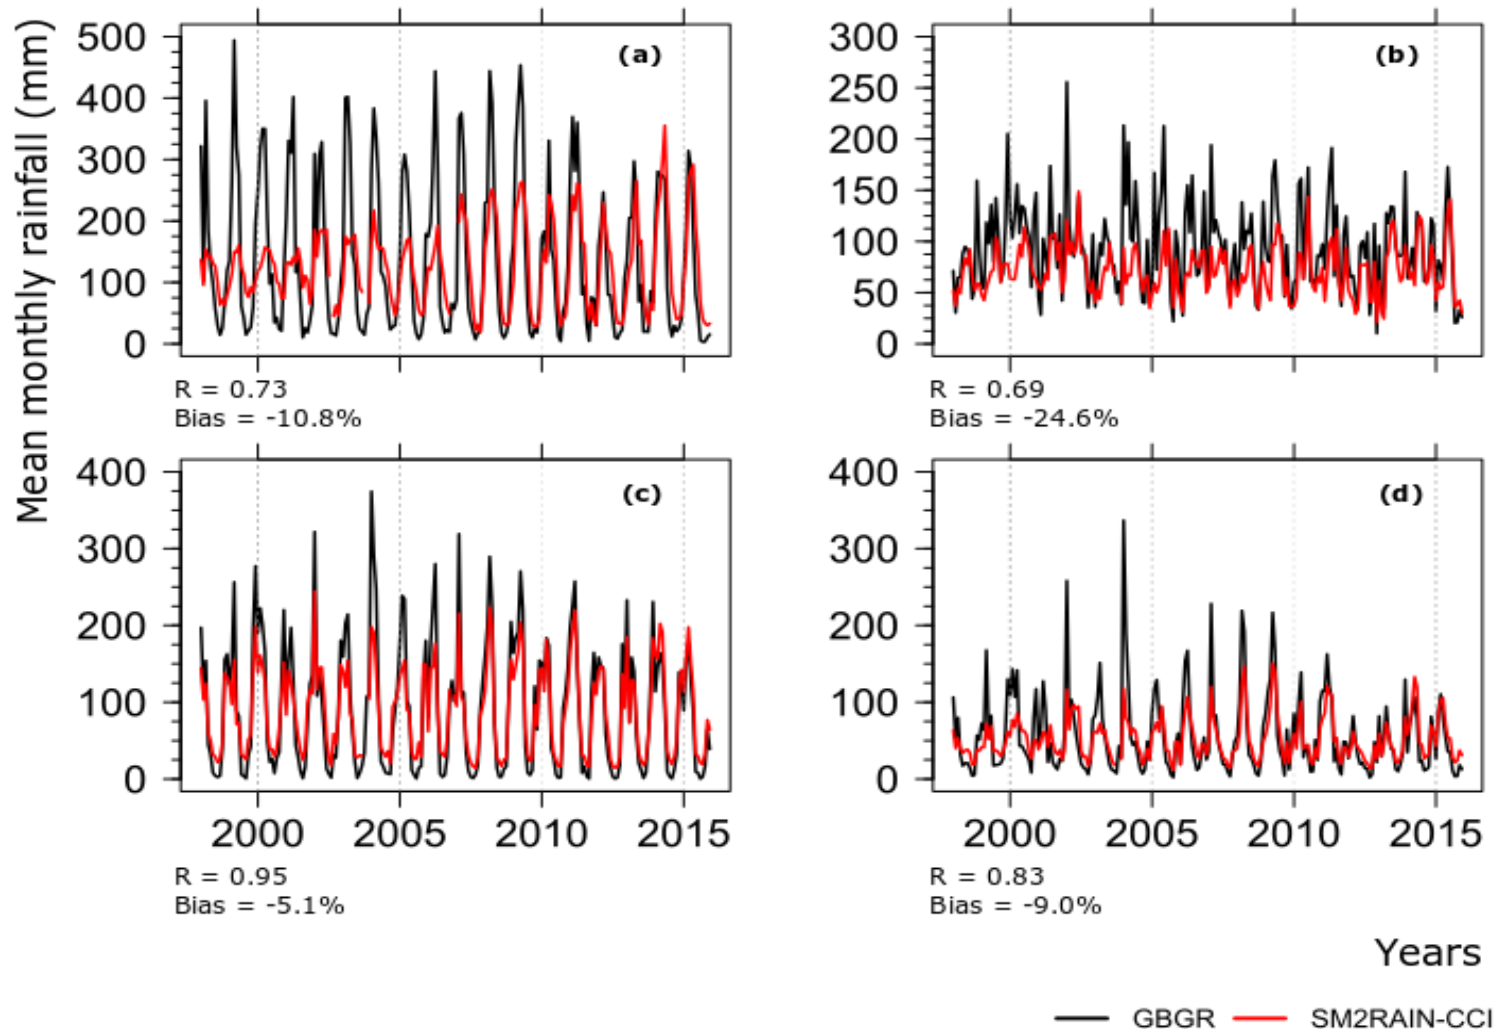 Mean monthly rainfall (mm)
500
400
300
200
100
0
(a)
R = 0.73
Bias = -10.8%
300
250
200
150
100
50
0
(b)
R = 0.69
Bias = -24.6%
400
300
200
100
0
(c)
2000 2005 2010 2015
R = 0.95
Bias = -5.1%
400
300
200
100
0
(d)
2000 2005 2010 2015
R = 0.83
Bias = -9.0%
Years
GBGR SM2RAIN-CCI